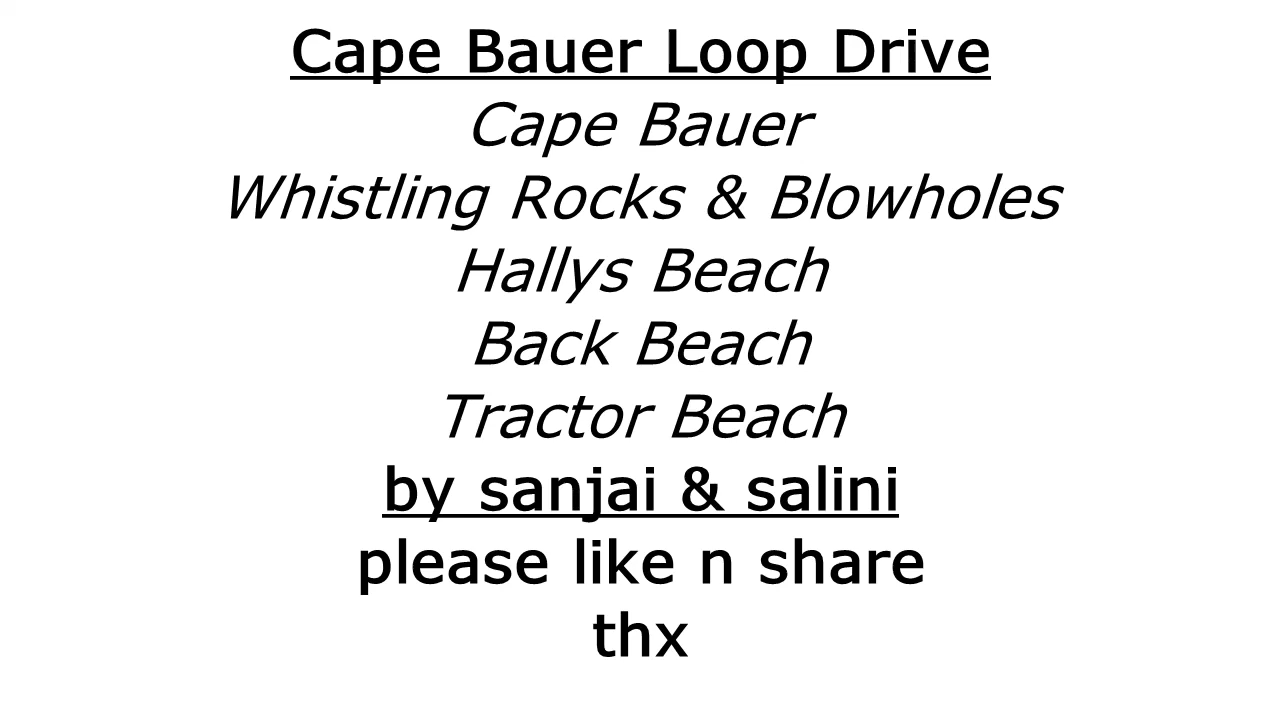 Cape Bauer Loop Drive
Cape Bauer
Whistling Rocks & Blowholes
Hallys Beach
Back Beach
Tractor Beach
by sanjai & salini
please like n share
thx